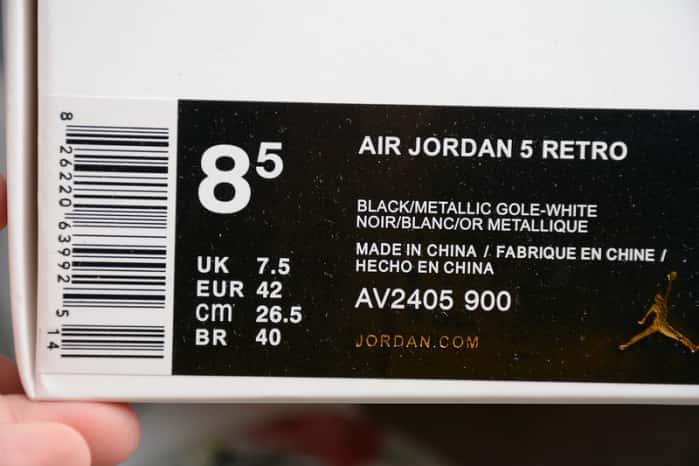 8 26220 63992 5 14
8⁵
UK 7.5
EUR 42
cm 26.5
BR 40
AIR JORDAN 5 RETRO
BLACK/METALLIC GOLE-WHITE
NOIR/BLANC/OR METALLIQUE
MADE IN CHINA / FABRIQUE EN CHINE /
HECHO EN CHINA
AV2405 900
JORDAN.COM